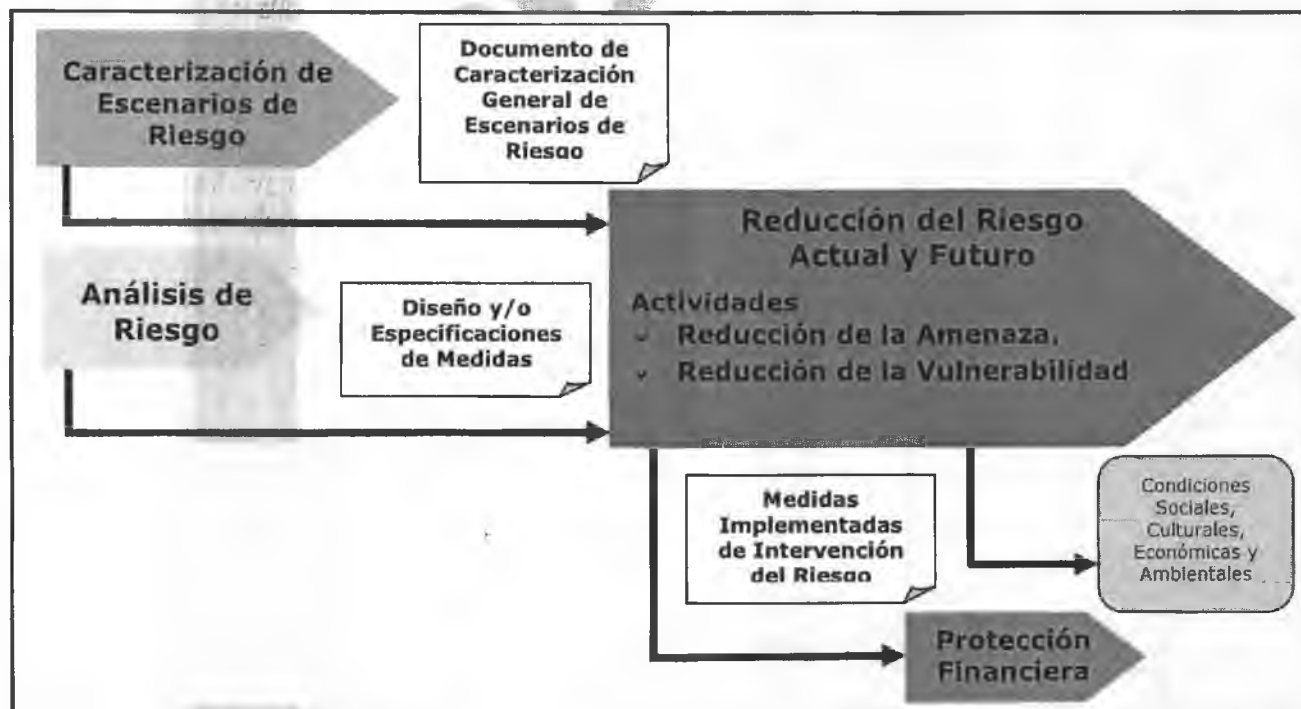 Caracterización de
Escenarios de
Riesgo
Documento de
Caracterización
General de
Escenarios de
Riesgo
Reducción del Riesgo
Actual y Futuro
Actividades
Reducción de la Amenaza.
Reducción de la Vulnerabilidad
Análisis de
Riesgo
Diseño y/o
Especificaciones
de Medidas
Medidas
Implementadas
de Intervención
del Riesgo
Condiciones
Sociales,
Culturales,
Económicas y
Ambientales
Protección
Financiera